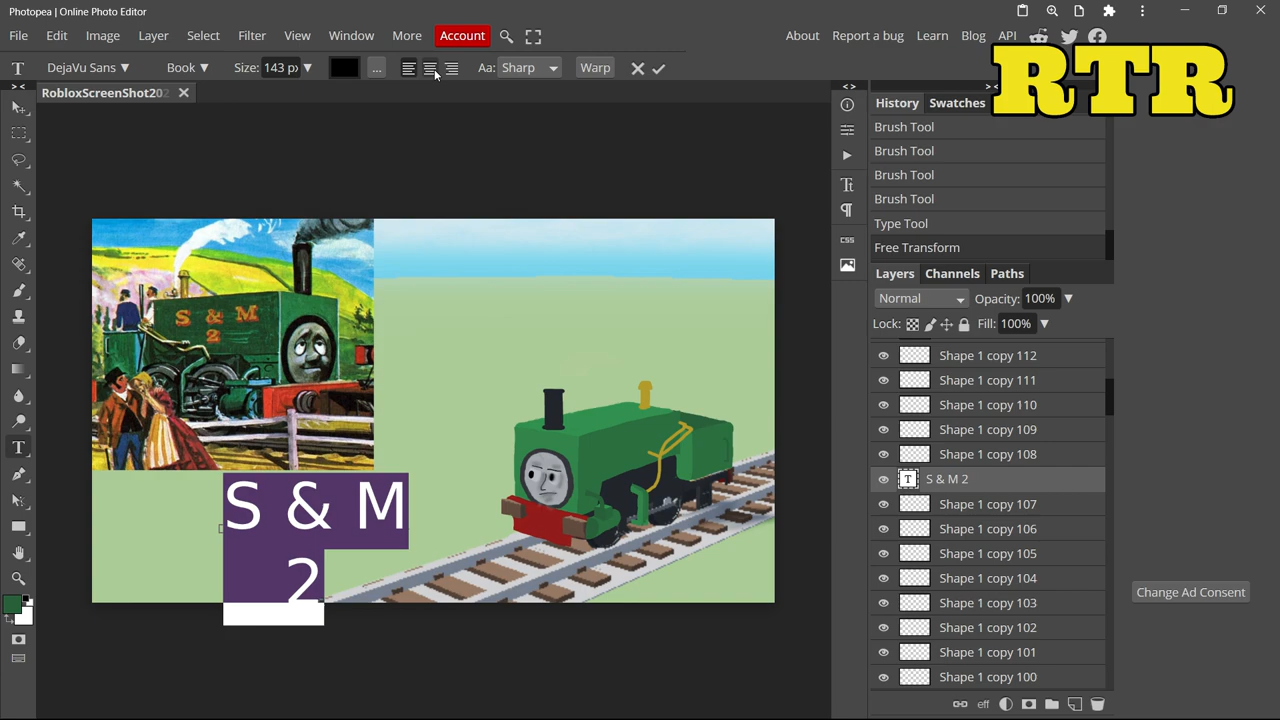 Photopea | Online Photo Editor
File Edit Image Layer Select Filter View Window More Account
About Report a bug Learn Blog API
RTR
DejaVu Sans Book Size: 143 px ... Aa: Sharp Warp
RobloxScreenShot202
History Swatches
Brush Tool
Brush Tool
Brush Tool
Brush Tool
Type Tool
Free Transform
Layers Channels Paths
Normal Opacity: 100%
Lock: Fill: 100%
Shape 1 copy 112
Shape 1 copy 111
Shape 1 copy 110
Shape 1 copy 109
Shape 1 copy 108
S & M 2
Shape 1 copy 107
Shape 1 copy 106
Shape 1 copy 105
Shape 1 copy 104
Shape 1 copy 103
Shape 1 copy 102
Shape 1 copy 101
Shape 1 copy 100
S & M
2
S & M
2
CSS
eff
Change Ad Consent